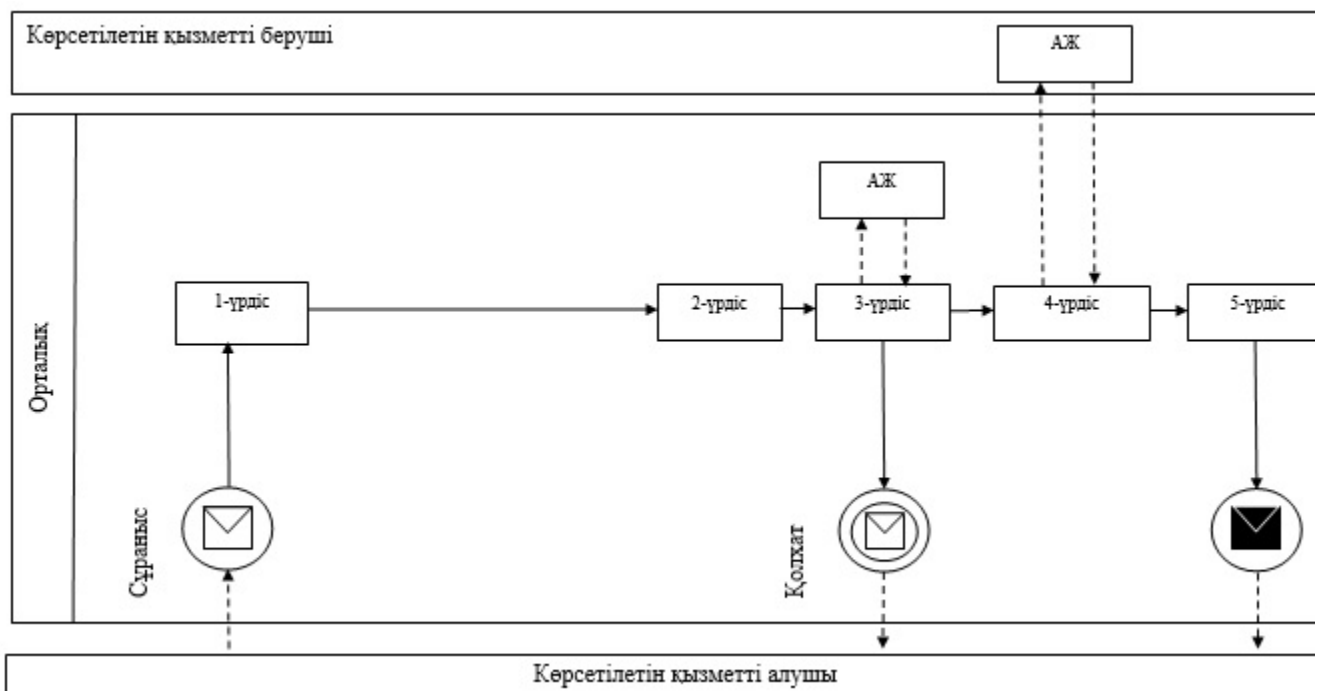 Көрсетілетін қызметті беруші
АЖ
АЖ
1-үрдіс
2-үрдіс
3-үрдіс
4-үрдіс
5-үрдіс
Орталық
Сұраныс
Қолхат
Көрсетілетін қызметті алушы